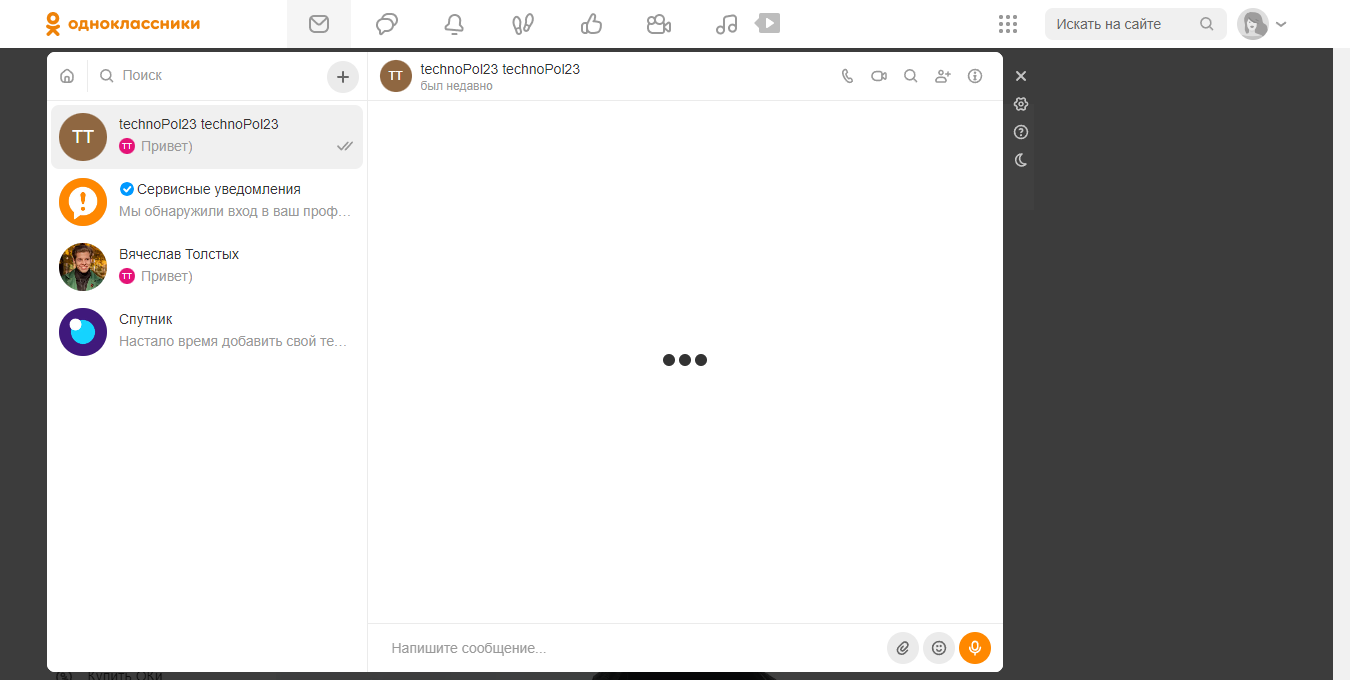 одноклассники
Искать на сайте
Поиск
TT
technoPol23 technoPol23
был недавно
TT
technoPol23 technoPol23
TT
Привет)
Сервисные уведомления
Мы обнаружили вход в ваш проф...
Вячеслав Толстых
TT
Привет)
Спутник
Настало время добавить свой те...
Напишите сообщение...
Купить ОКи